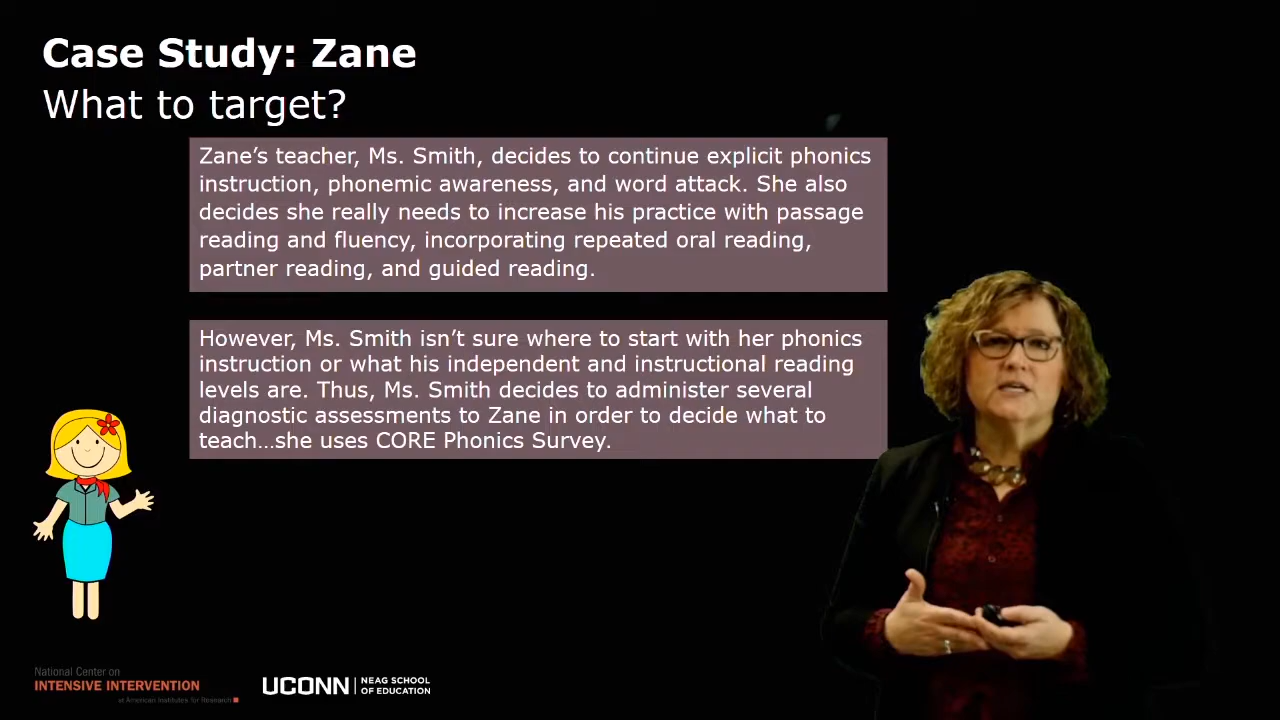 Case Study: Zane
What to target?
Zane’s teacher, Ms. Smith, decides to continue explicit phonics
instruction, phonemic awareness, and word attack. She also
decides she really needs to increase his practice with passage
reading and fluency, incorporating repeated oral reading,
partner reading, and guided reading.
However, Ms. Smith isn’t sure where to start with her phonics
instruction or what his independent and instructional reading
levels are. Thus, Ms. Smith decides to administer several
diagnostic assessments to Zane in order to decide what to
teach…she uses CORE Phonics Survey.
National Center on
INTENSIVE INTERVENTION
at American Institutes for Research
UCONN
NEAG SCHOOL
OF EDUCATION